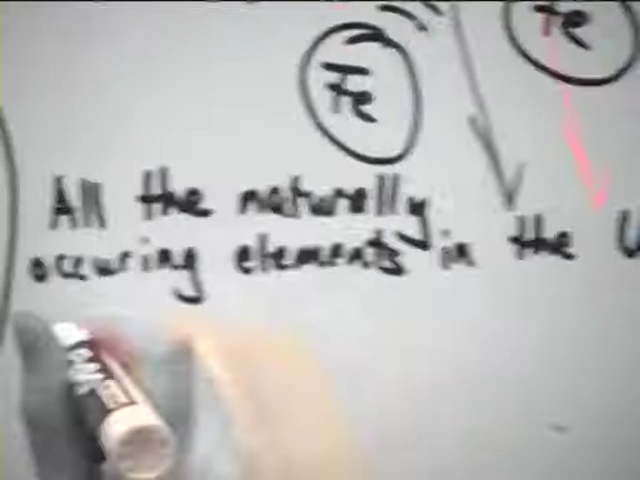 Fe
Fe
All the naturally
occuring elements in the U